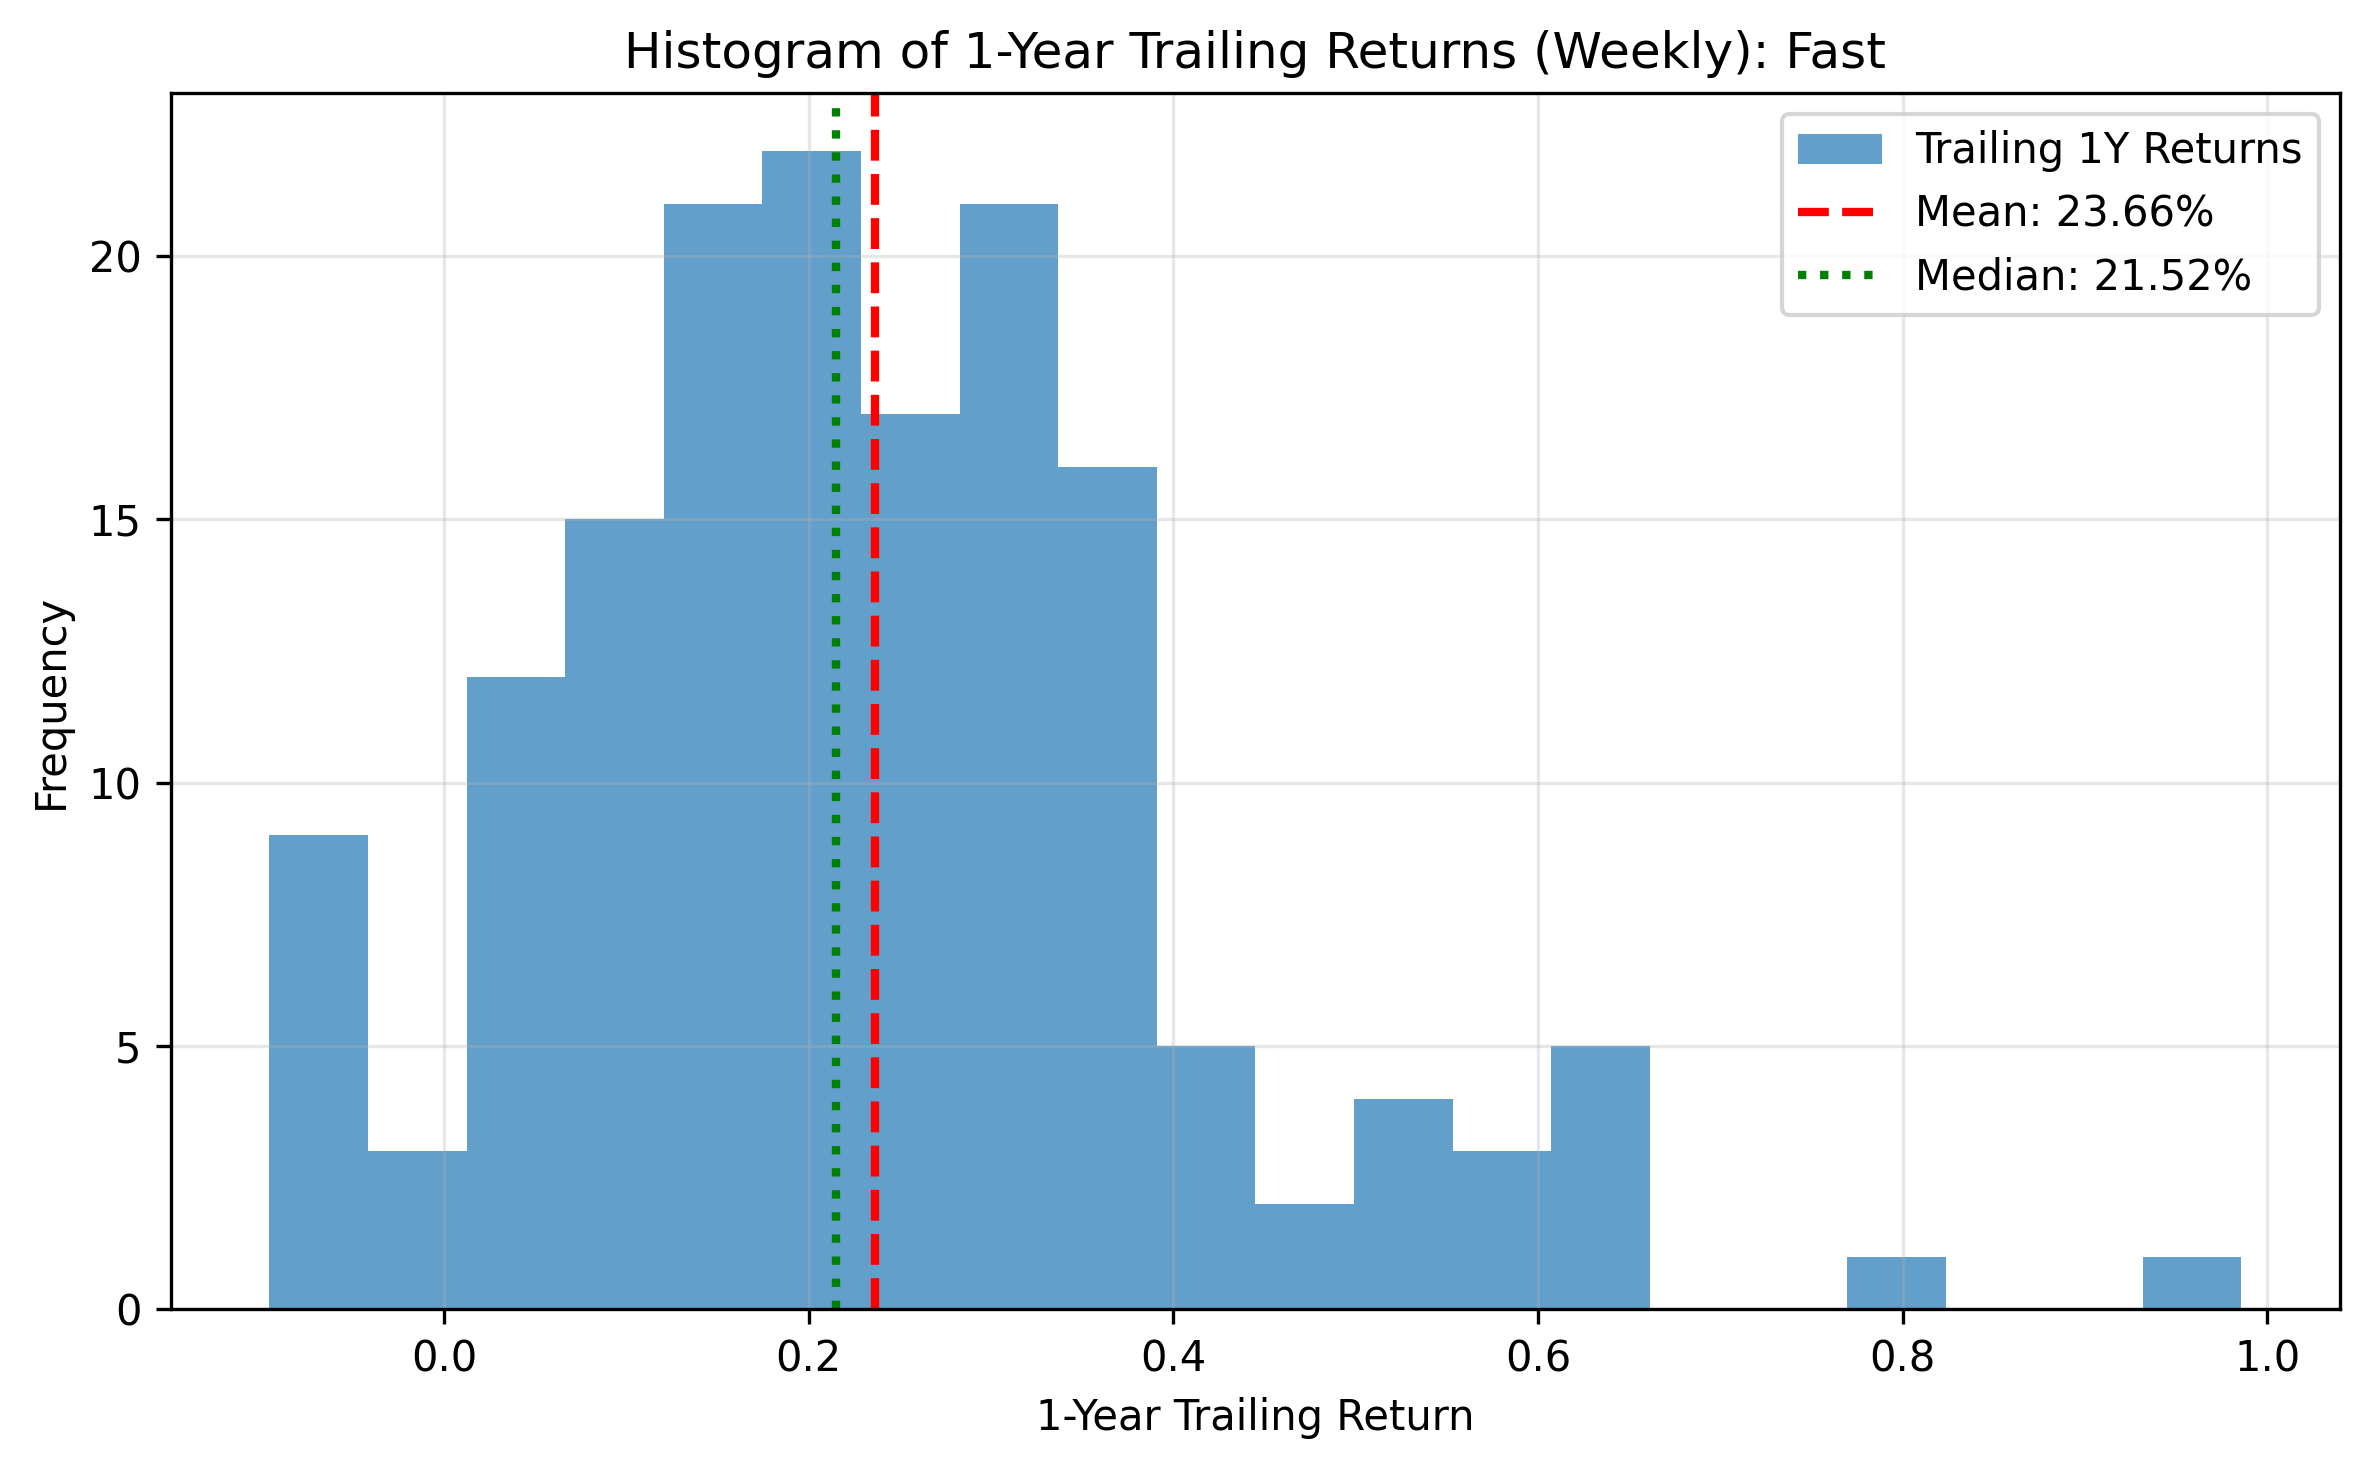 Histogram of 1-Year Trailing Returns (Weekly): Fast
Trailing 1Y Returns
Mean: 23.66%
Median: 21.52%
Frequency
20
15
10
5
0
0.0
0.2
0.4
0.6
0.8
1.0
1-Year Trailing Return